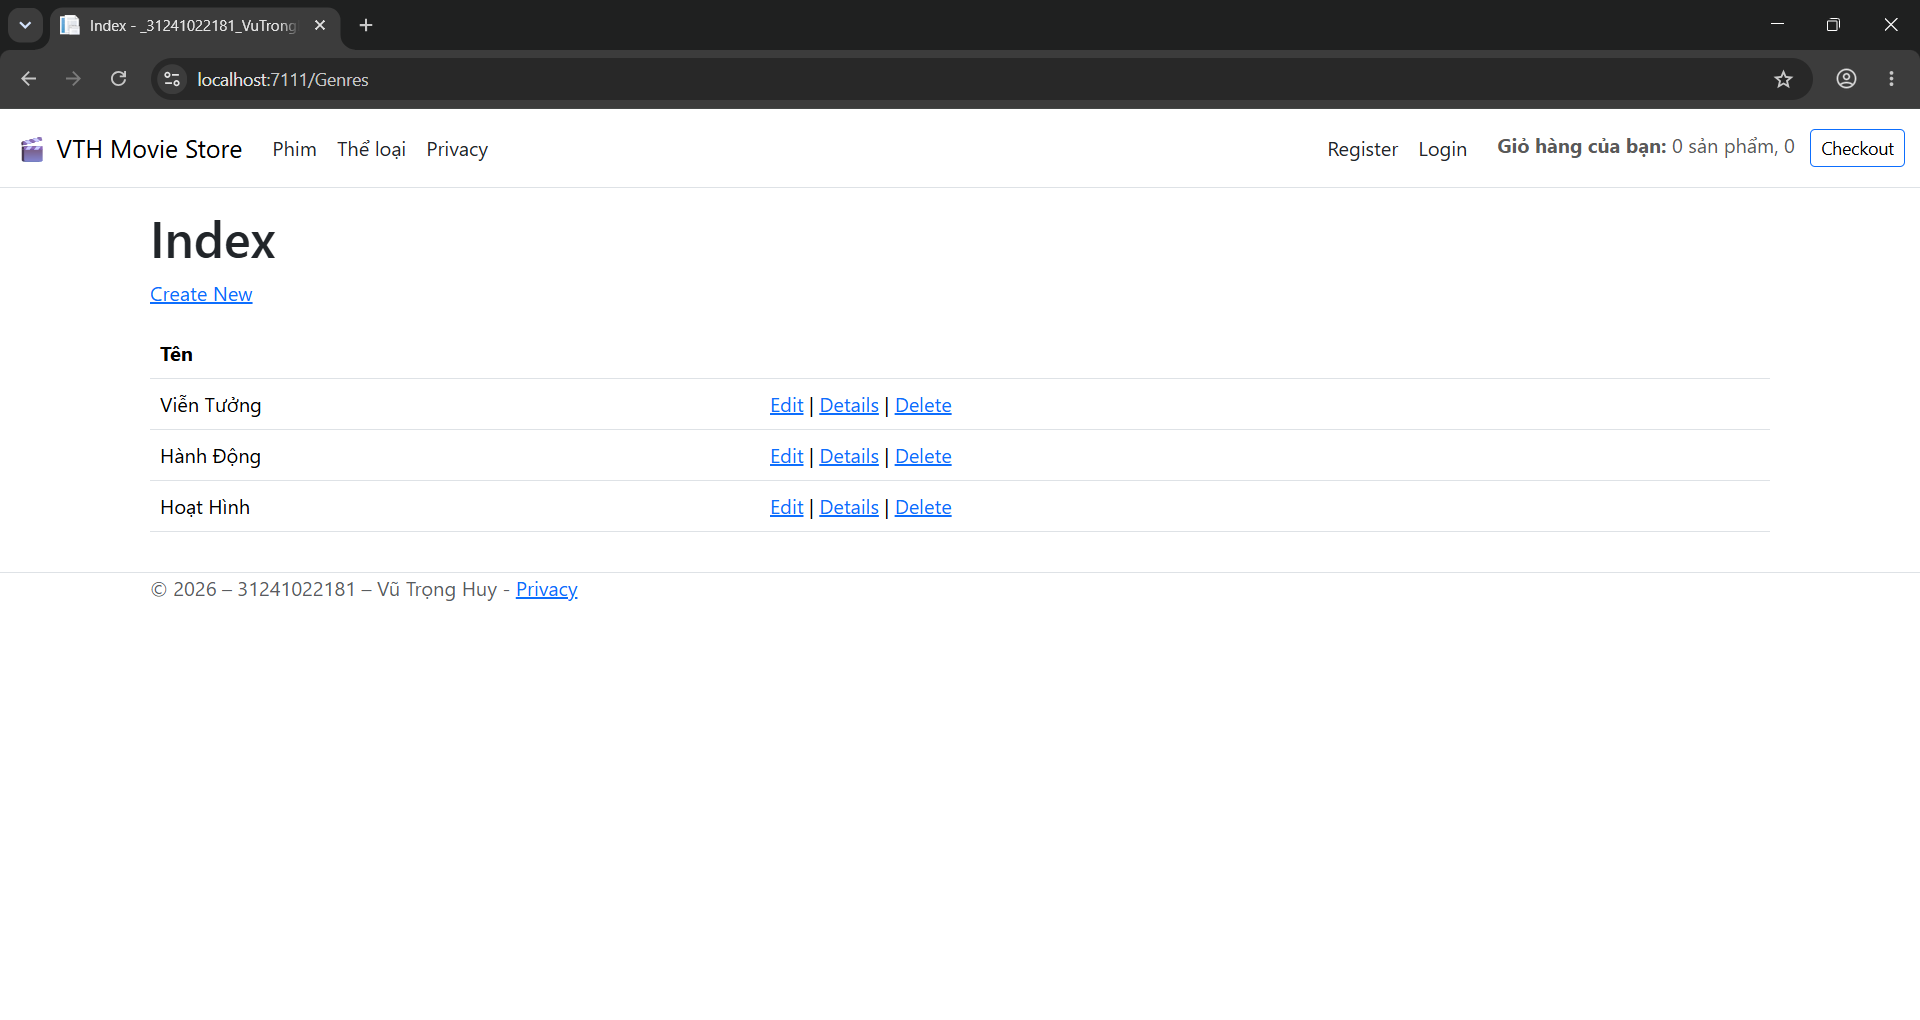 Index - _31241022181_VuTrong
localhost:7111/Genres
VTH Movie Store Phim Thể loại Privacy Register Login Giỏ hàng của bạn: 0 sản phẩm, 0 Checkout
Index
Create New
Tên
Viễn Tưởng Edit | Details | Delete
Hành Động Edit | Details | Delete
Hoạt Hình Edit | Details | Delete
© 2026 – 31241022181 – Vũ Trọng Huy - Privacy